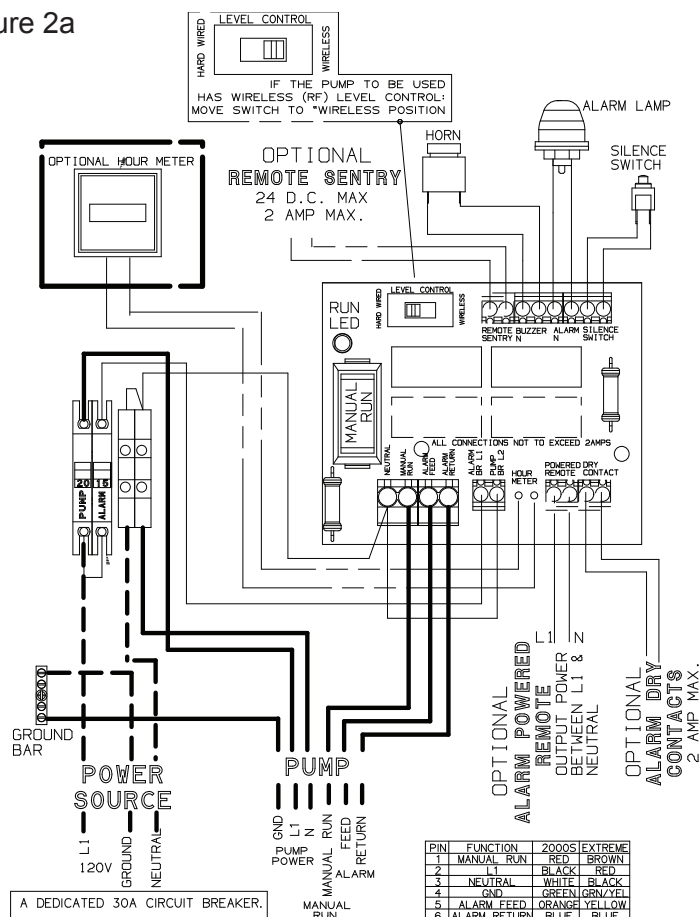 ure 2a
HARD WIRED
LEVEL CONTROL
WIRELESS
IF THE PUMP TO BE USED
HAS WIRELESS (RF) LEVEL CONTROL:
MOVE SWITCH TO "WIRELESS POSITION
OPTIONAL HOUR METER
OPTIONAL
REMOTE SENTRY
24 D.C. MAX
2 AMP MAX.
HORN
ALARM LAMP
SILENCE
SWITCH
RUN
LED
HARD WIRED
LEVEL CONTROL
WIRELESS
REMOTE
SENTRY
BUZZER
N
ALARM
N
ALARM
SILENCE
SWITCH
MANUAL
RUN
ALL CONNECTIONS NOT TO EXCEED 2AMPS
NEUTRAL
MANUAL
RUN
ALARM
FEED
ALARM
RETURN
ALARM
BR L1
PUMP
BR L2
HOUR
METER
POWERED
REMOTE
DRY
CONTACT
20
15
PUMP
ALARM
GROUND
BAR
POWER
SOURCE
L1
120V
GROUND
NEUTRAL
PUMP
GND
L1
N
PUMP
POWER
MANUAL RUN
FEED
RETURN
ALARM
MANUAL
RUN
L1
N
OPTIONAL
ALARM POWERED
REMOTE
OUTPUT POWER
BETWEEN L1 &
NEUTRAL
OPTIONAL
ALARM DRY
CONTACTS
2 AMP MAX.
A DEDICATED 30A CIRCUIT BREAKER.
PIN FUNCTION 2000S EXTREME
1 MANUAL RUN RED BROWN
2 L1 BLACK RED
3 NEUTRAL WHITE BLACK
4 GND GREEN GRN/YEL
5 ALARM FEED ORANGE YELLOW
6 ALARM RETURN BLUE BLUE